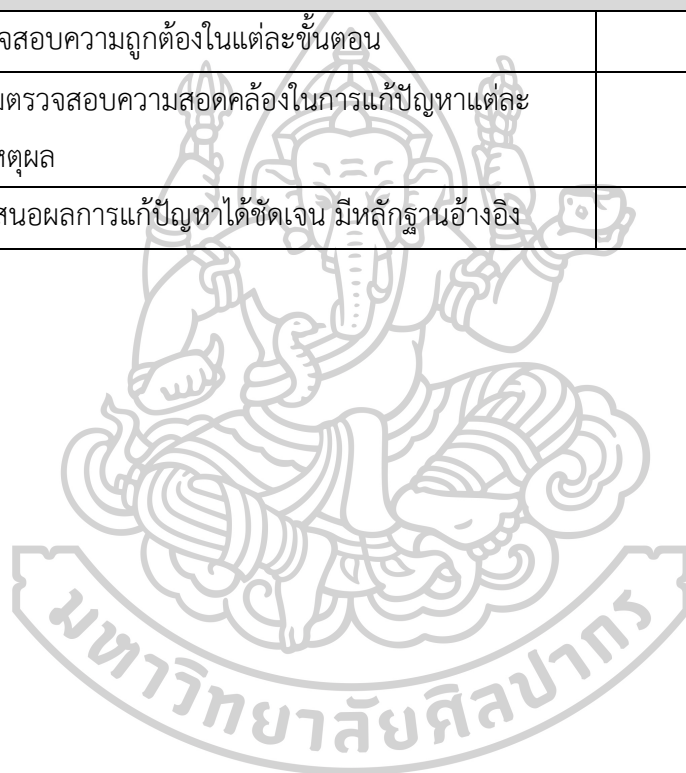 จสอบความถูกต้องในแต่ละขั้นตอน
ตรวจสอบความสอดคล้องในการแก้ปัญหาแต่ละ
หตุผล
สนอผลการแก้ปัญหาได้ชัดเจน มีหลักฐานอ้างอิง
มหาวิทยาลัยศิลปากร